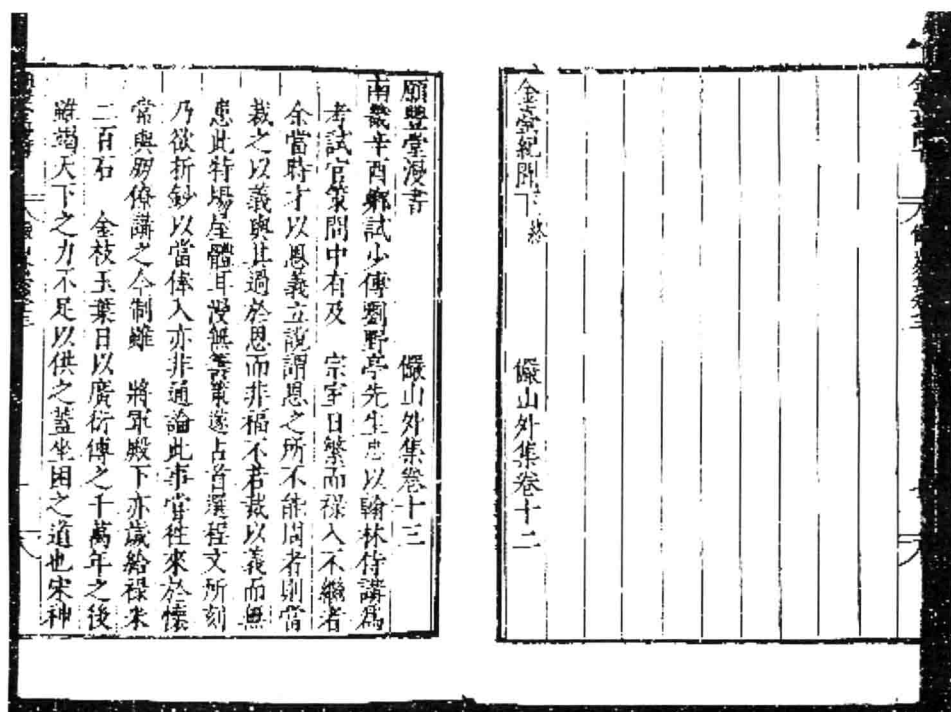 金臺紀聞下 終 儼山外集卷十二
願豐堂漫書 儼山外集卷十三
南畿辛酉鄉試少傅劉野亭先生忠以翰林侍講爲
考試官策問中有及 宗室日繁而祿入不繼者
余當時才以恩義立說謂恩之所不能周者則當
裁之以義與其過於恩而非福不若裁以義而無
患此特場屋體耳漫無籌策遂占首選程文所刻
乃欲折鈔以當俸入亦非通論此事嘗徃來於懷
常與朋僚講之今制雖 將軍殿下亦歲給祿米
二百石 金枝玉葉日以廣衍傳之千萬年之後
雖竭天下之力不足以供之蓋坐困之道也宋神